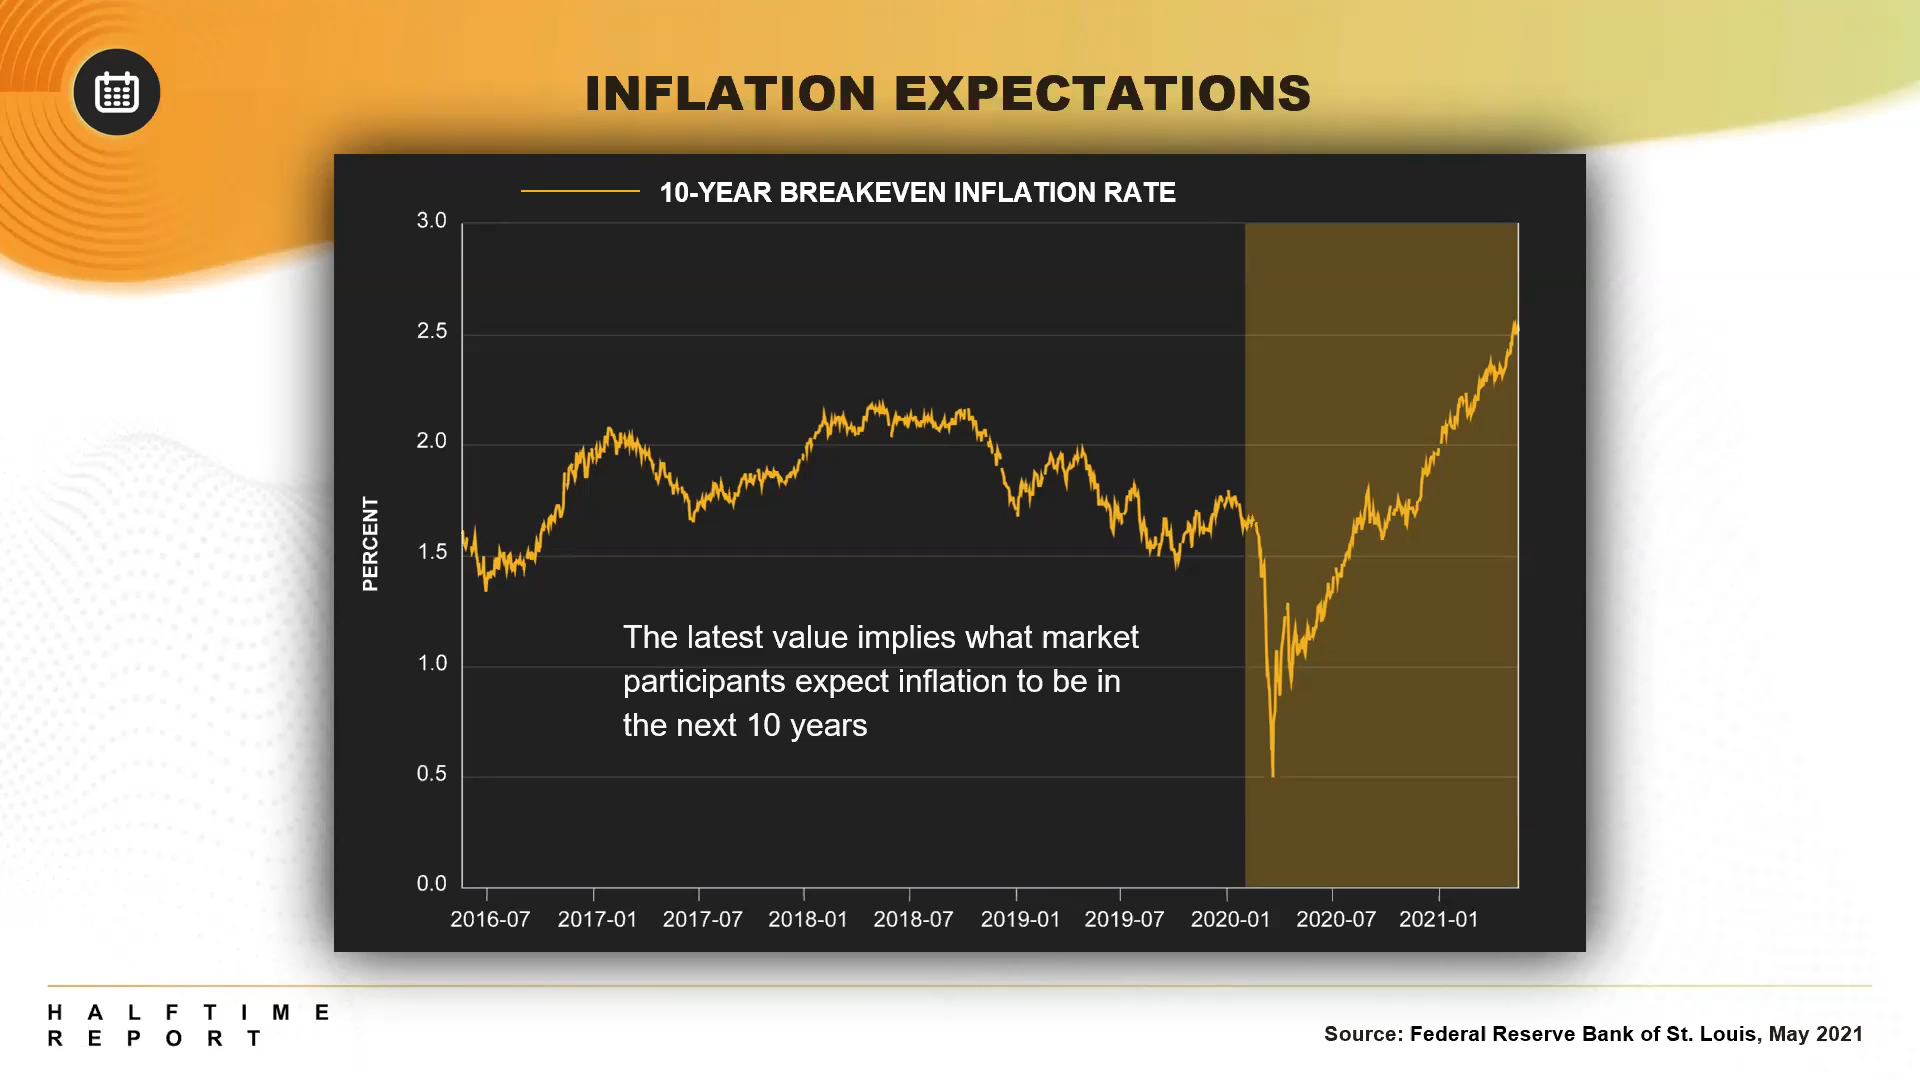 INFLATION EXPECTATIONS
10-YEAR BREAKEVEN INFLATION RATE
3.0
2.5
2.0
1.5
1.0
0.5
0.0
PERCENT
The latest value implies what market
participants expect inflation to be in
the next 10 years
2016-07 2017-01 2017-07 2018-01 2018-07 2019-01 2019-07 2020-01 2020-07 2021-01
HALFTIME
REPORT
Source: Federal Reserve Bank of St. Louis, May 2021